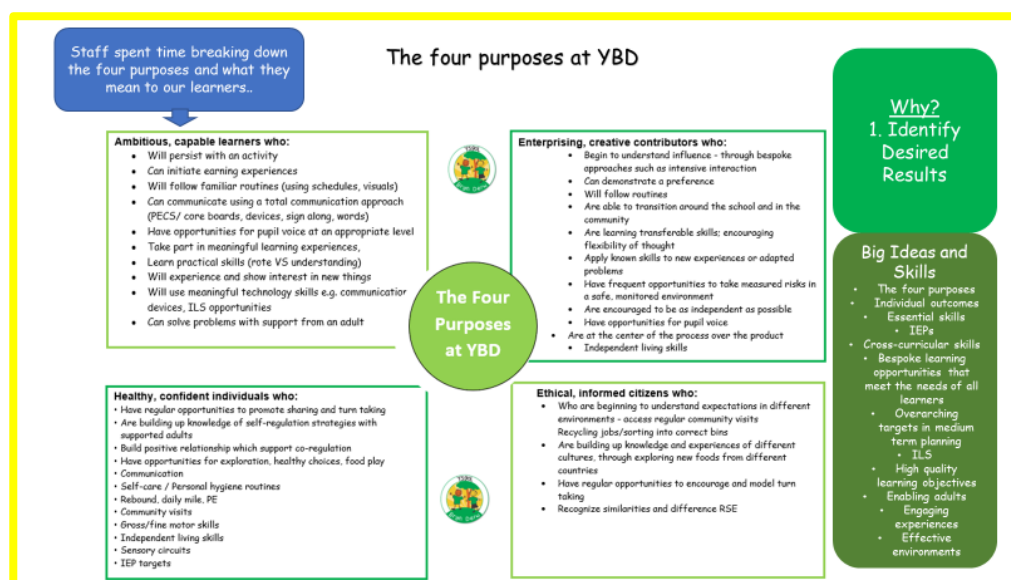 Staff spent time breaking down
the four purposes and what they
mean to our learners..
The four purposes at YBD
Ambitious, capable learners who:
• Will persist with an activity
• Can initiate earning experiences
• Will follow familiar routines (using schedules, visuals)
• Can communicate using a total communication approach
(PECS/ core boards, devices, sign along, words)
• Have opportunities for pupil voice at an appropriate level
• Take part in meaningful learning experiences,
• Learn practical skills (rote VS understanding)
• Will experience and show interest in new things
• Will use meaningful technology skills e.g. communication
devices, ILS opportunities
• Can solve problems with support from an adult
Enterprising, creative contributors who:
• Begin to understand influence - through bespoke
approaches such as intensive interaction
• Can demonstrate a preference
• Will follow routines
• Are able to transition around the school and in the
community
• Are learning transferable skills; encouraging
flexibility of thought
• Apply known skills to new experiences or adapted
problems
• Have frequent opportunities to take measured risks in
a safe, monitored environment
• Are encouraged to be as independent as possible
• Have opportunities for pupil voice
• Are at the center of the process over the product
• Independent living skills
The Four
Purposes
at YBD
Healthy, confident individuals who:
• Have regular opportunities to promote sharing and turn taking
• Are building up knowledge of self-regulation strategies with
supported adults
• Build positive relationship which support co-regulation
• Have opportunities for exploration, healthy choices, food play
• Communication
• Self-care / Personal hygiene routines
• Rebound, daily mile, PE
• Community visits
• Gross/fine motor skills
• Independent living skills
• Sensory circuits
• IEP targets
Ethical, informed citizens who:
• Who are beginning to understand expectations in different
environments - access regular community visits
Recycling jobs/sorting into correct bins
• Are building up knowledge and experiences of different
cultures, through exploring new foods from different
countries
• Have regular opportunities to encourage and model turn
taking
• Recognize similarities and difference RSE
Why?
1. Identify
Desired
Results
Big Ideas and
Skills
• The four purposes
• Individual outcomes
• Essential skills
• IEPs
• Cross-curricular skills
• Bespoke learning
opportunities that
meet the needs of all
learners
• Overarching
targets in medium
term planning
• ILS
• High quality
learning objectives
• Enabling adults
• Engaging
experiences
• Effective
environments